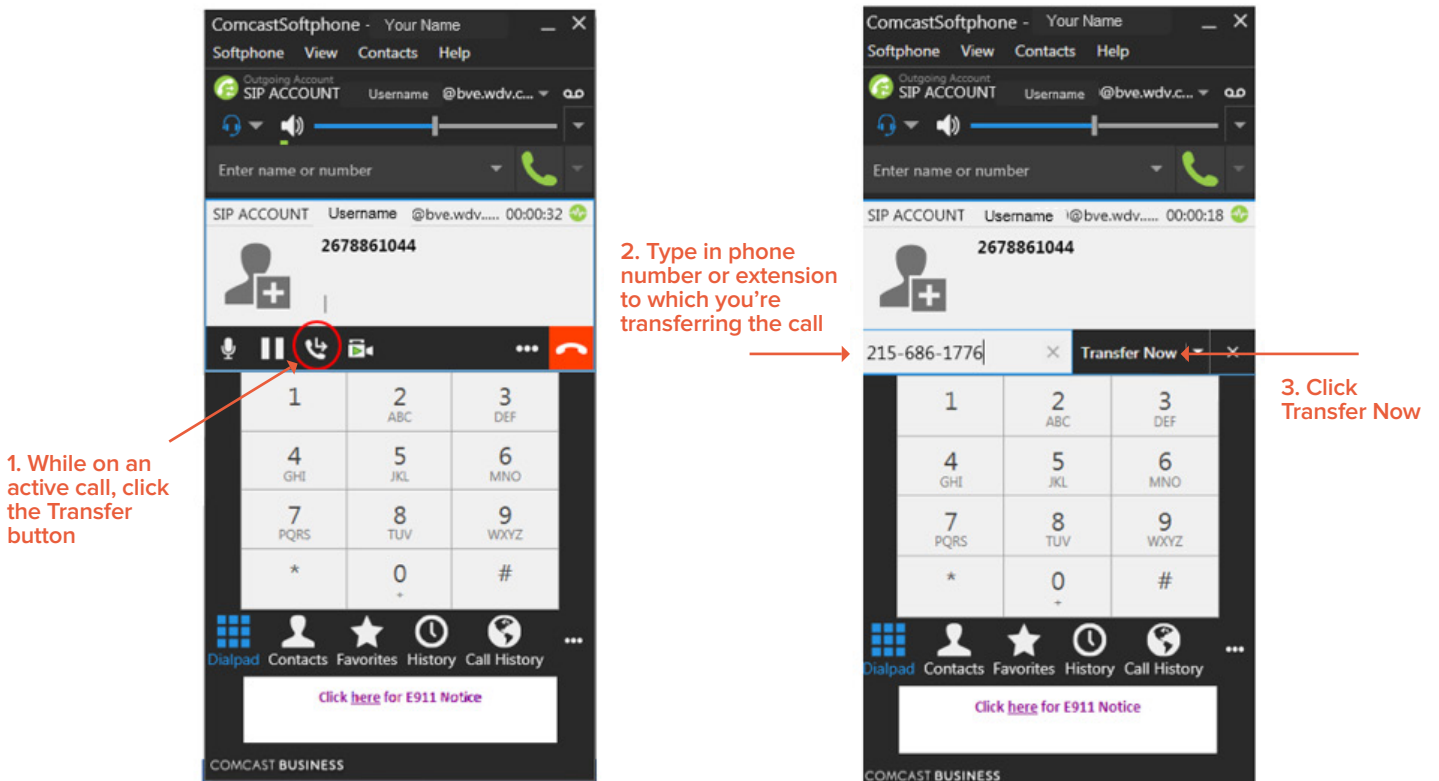 ComcastSoftphone - Your Name
Softphone View Contacts Help
Outgoing Account
SIP ACCOUNT Username @bve.wdv.c...
Enter name or number
SIP ACCOUNT Username @bve.wdv..... 00:00:32
2678861044
1
2
ABC
3
DEF
4
GHI
5
JKL
6
MNO
7
PQRS
8
TUV
9
WXYZ
*
0
+
#
Dialpad Contacts Favorites History Call History
Click here for E911 Notice
COMCAST BUSINESS
1. While on an
active call, click
the Transfer
button
2. Type in phone
number or extension
to which you’re
transferring the call
ComcastSoftphone - Your Name
Softphone View Contacts Help
Outgoing Account
SIP ACCOUNT Username @bve.wdv.c...
Enter name or number
SIP ACCOUNT Username @bve.wdv..... 00:00:18
2678861044
215-686-1776 Transfer Now
1
2
ABC
3
DEF
4
GHI
5
JKL
6
MNO
7
PQRS
8
TUV
9
WXYZ
*
0
+
#
Dialpad Contacts Favorites History Call History
Click here for E911 Notice
COMCAST BUSINESS
3. Click
Transfer Now